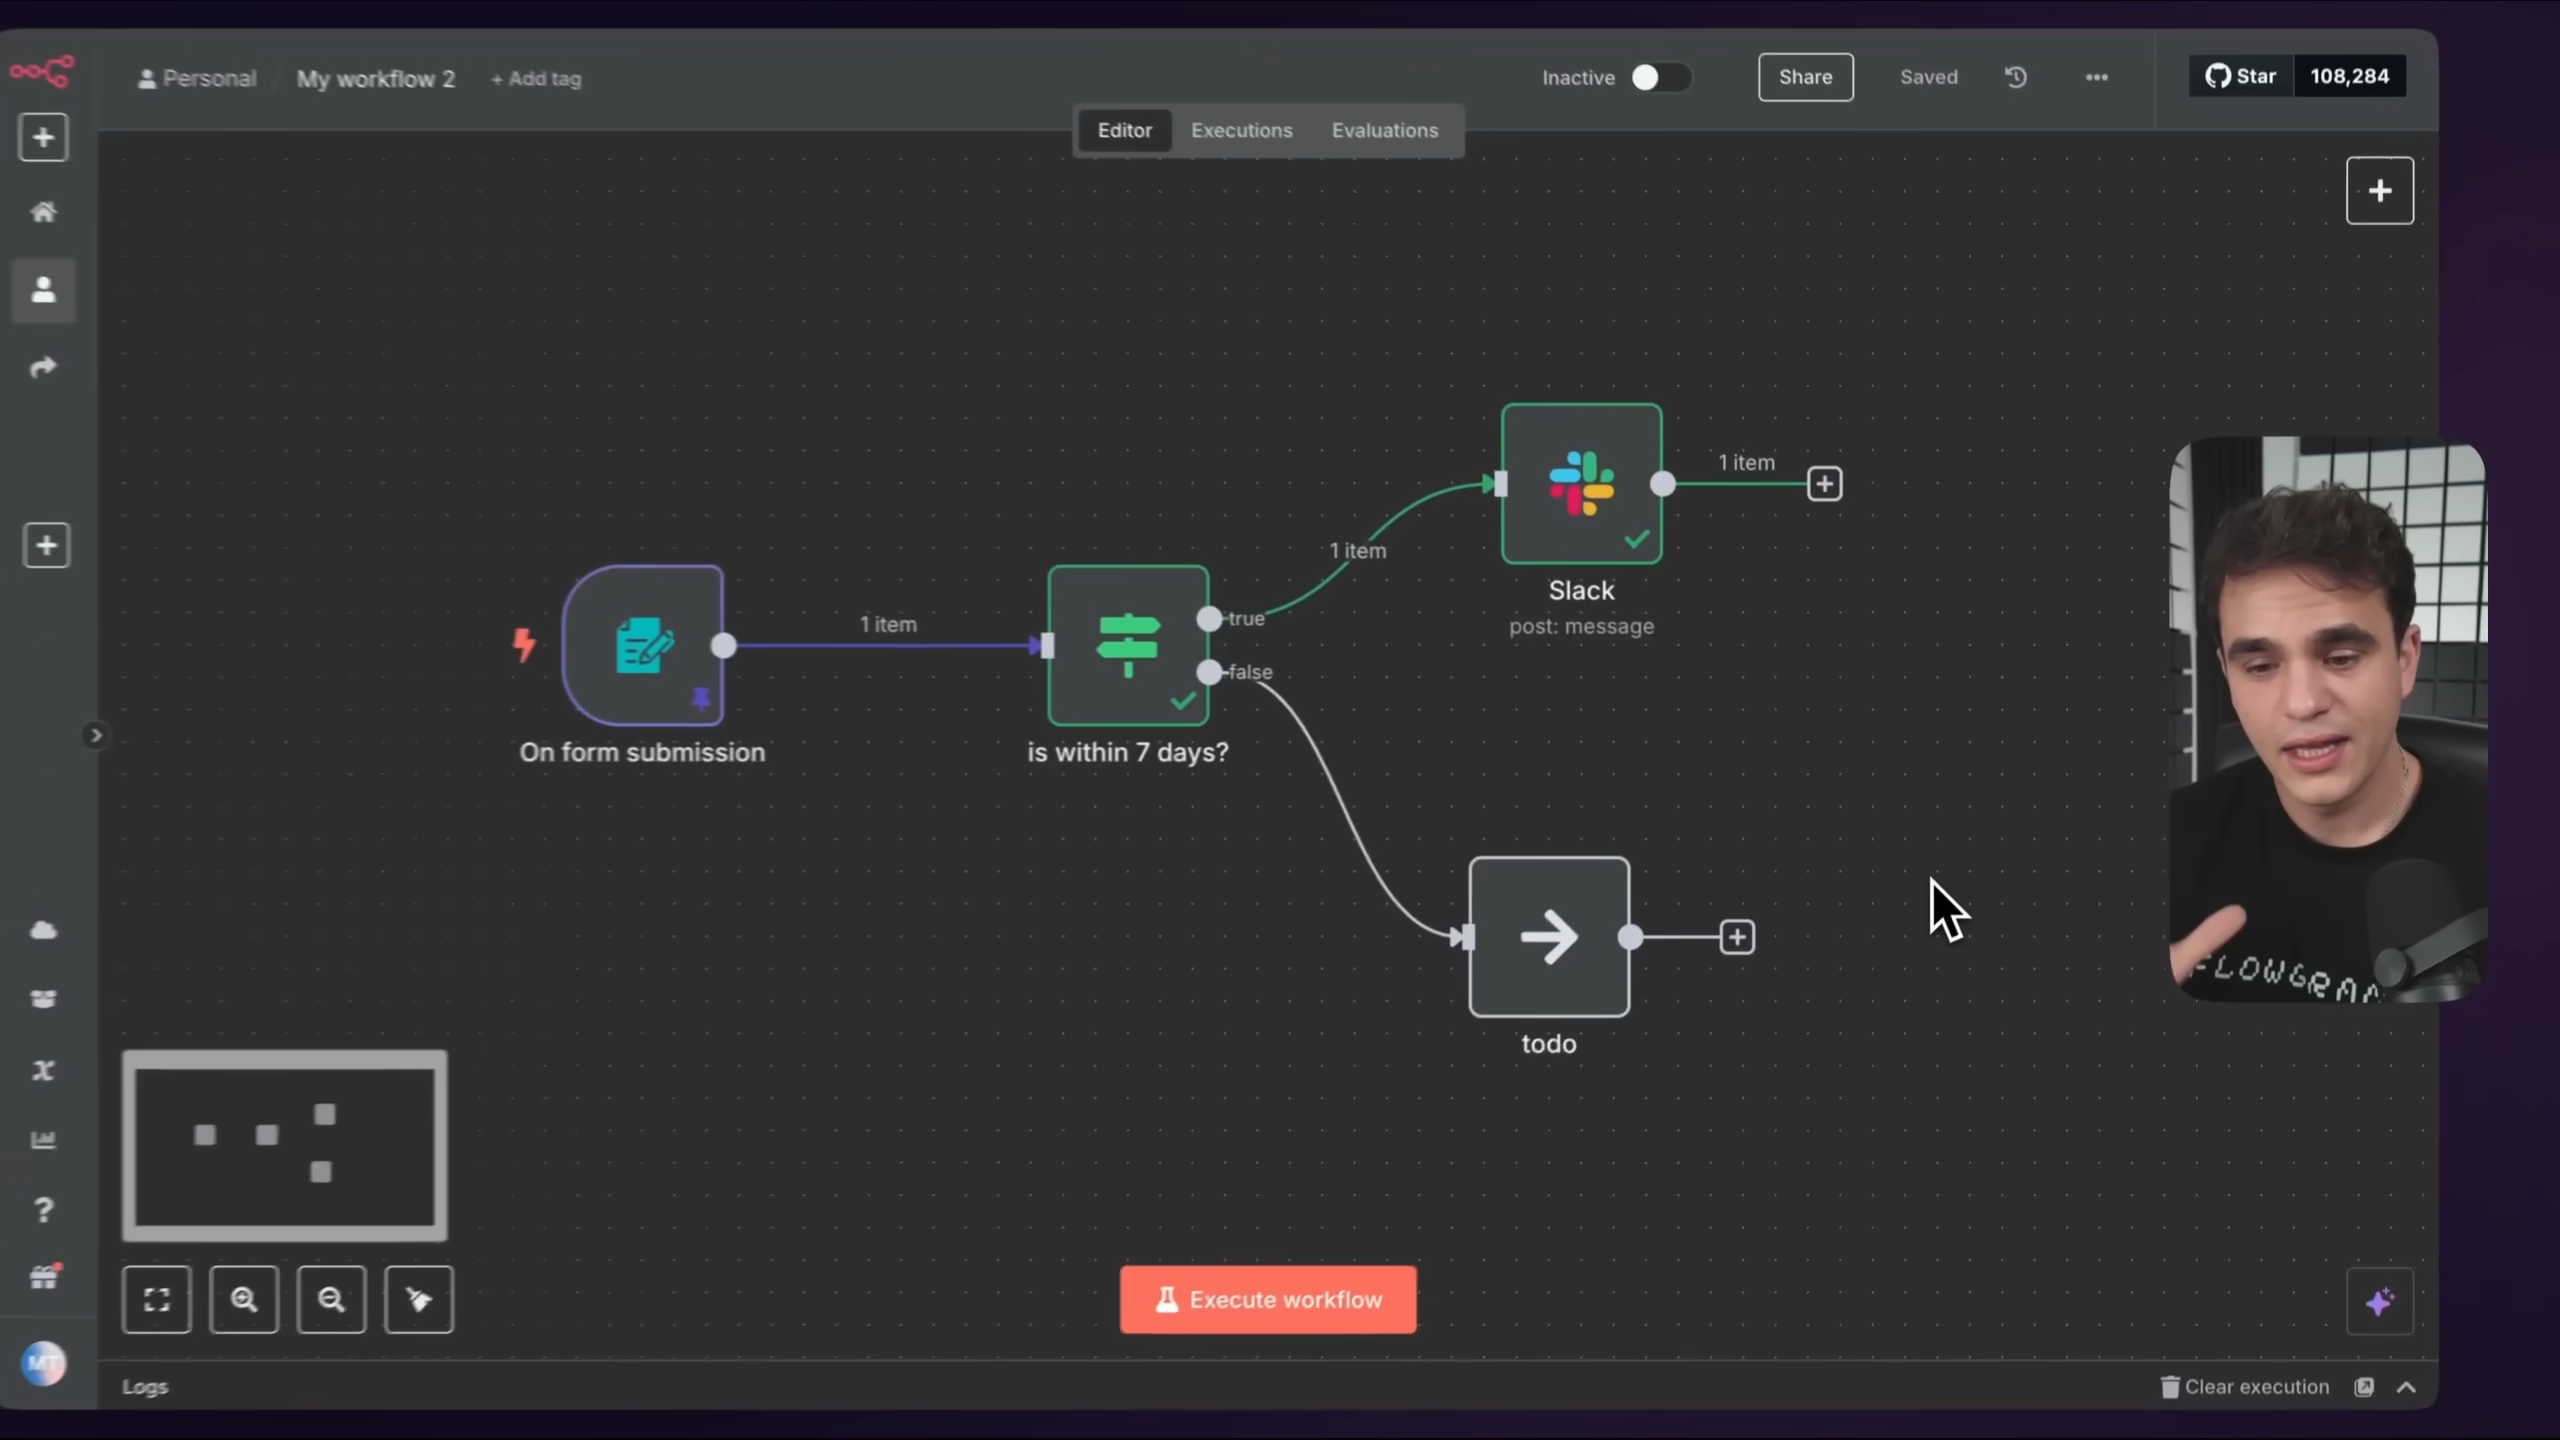 Personal / My workflow 2 + Add tag
Inactive Share Saved ... Star 108,284
Editor Executions Evaluations
1 item
1 item
Slack
post: message
1 item
true
false
On form submission
is within 7 days?
todo
FLOWGRA
Execute workflow
MT
Logs
Clear execution